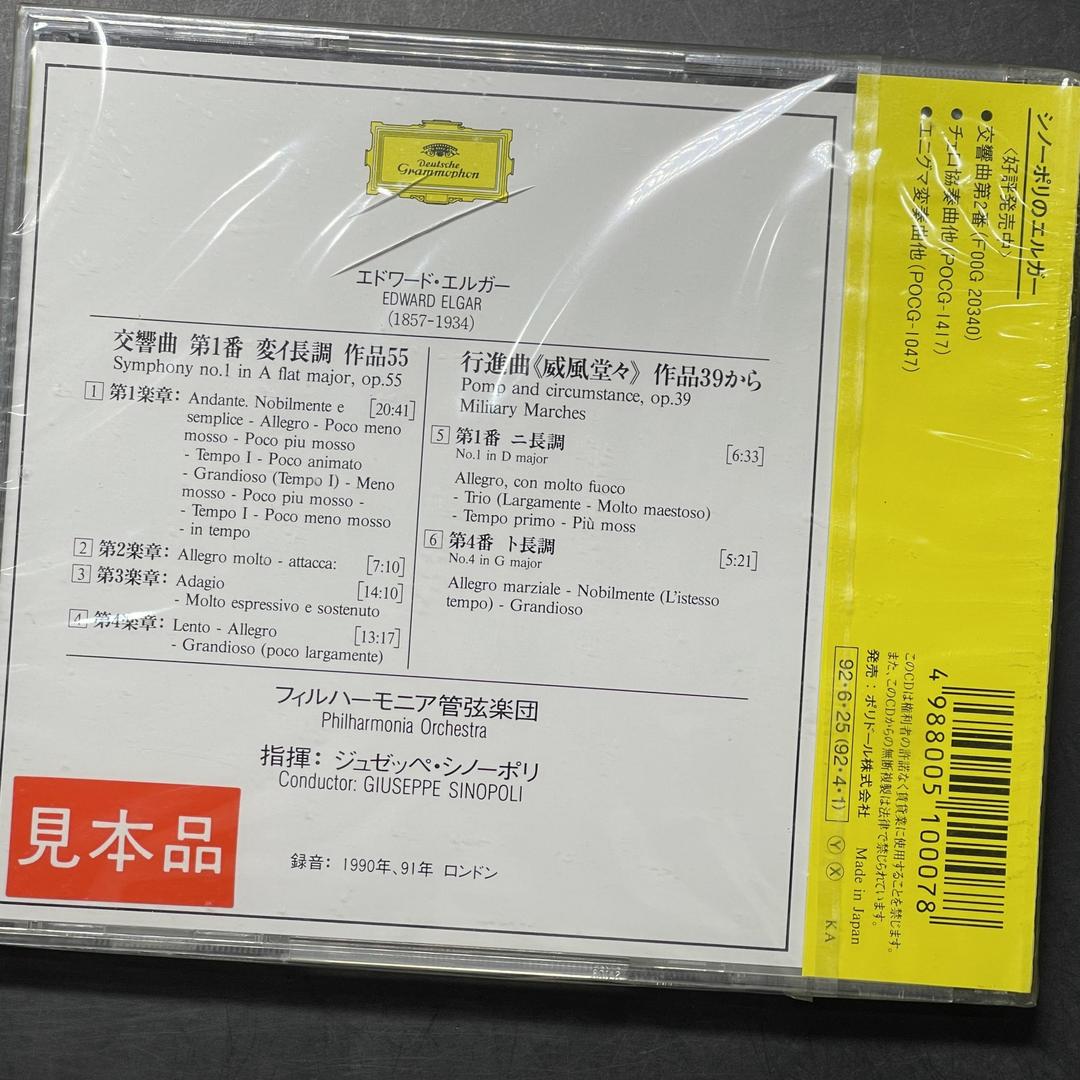 Deutsche
Grammophon
エドワード・エルガー
EDWARD ELGAR
(1857-1934)
交響曲 第1番 変イ長調 作品55
Symphony no.1 in A flat major, op.55
1 第1楽章: Andante. Nobilmente e [20:41]
semplice - Allegro - Poco meno
mosso - Poco piu mosso
- Tempo I - Poco animato
- Grandioso (Tempo I) - Meno
mosso - Poco piu mosso -
- Tempo I - Poco meno mosso
- in tempo
2 第2楽章: Allegro molto - attacca: [7:10]
3 第3楽章: Adagio [14:10]
- Molto espressivo e sostenuto
4 第4楽章: Lento - Allegro [13:17]
- Grandioso (poco largamente)
行進曲《威風堂々》 作品39から
Pomp and circumstance, op.39
Military Marches
5 第1番 ニ長調 [6:33]
No.1 in D major
Allegro, con molto fuoco
- Trio (Largamente - Molto maestoso)
- Tempo primo - Più moss
6 第4番 ト長調 [5:21]
No.4 in G major
Allegro marziale - Nobilmente (L'istesso
tempo) - Grandioso
フィルハーモニア管弦楽団
Philharmonia Orchestra
指揮: ジュゼッペ・シノーポリ
Conductor: GIUSEPPE SINOPOLI
録音: 1990年、91年 ロンドン
見本品
シノーポリのエルガー
〈好評発売中〉
●交響曲第2番(F00G 20340)
●チェロ協奏曲他(POCG-1417)
●エニグマ変奏曲他(POCG-1047)
4 988005 100078
このCDは権利者の許諾なく賃貸業に使用することを禁じます。
また、このCDからの無断複製は法律で禁じられています。
発売:ポリドール株式会社 Made in Japan
92・6・25(92・4・1) Y X KA